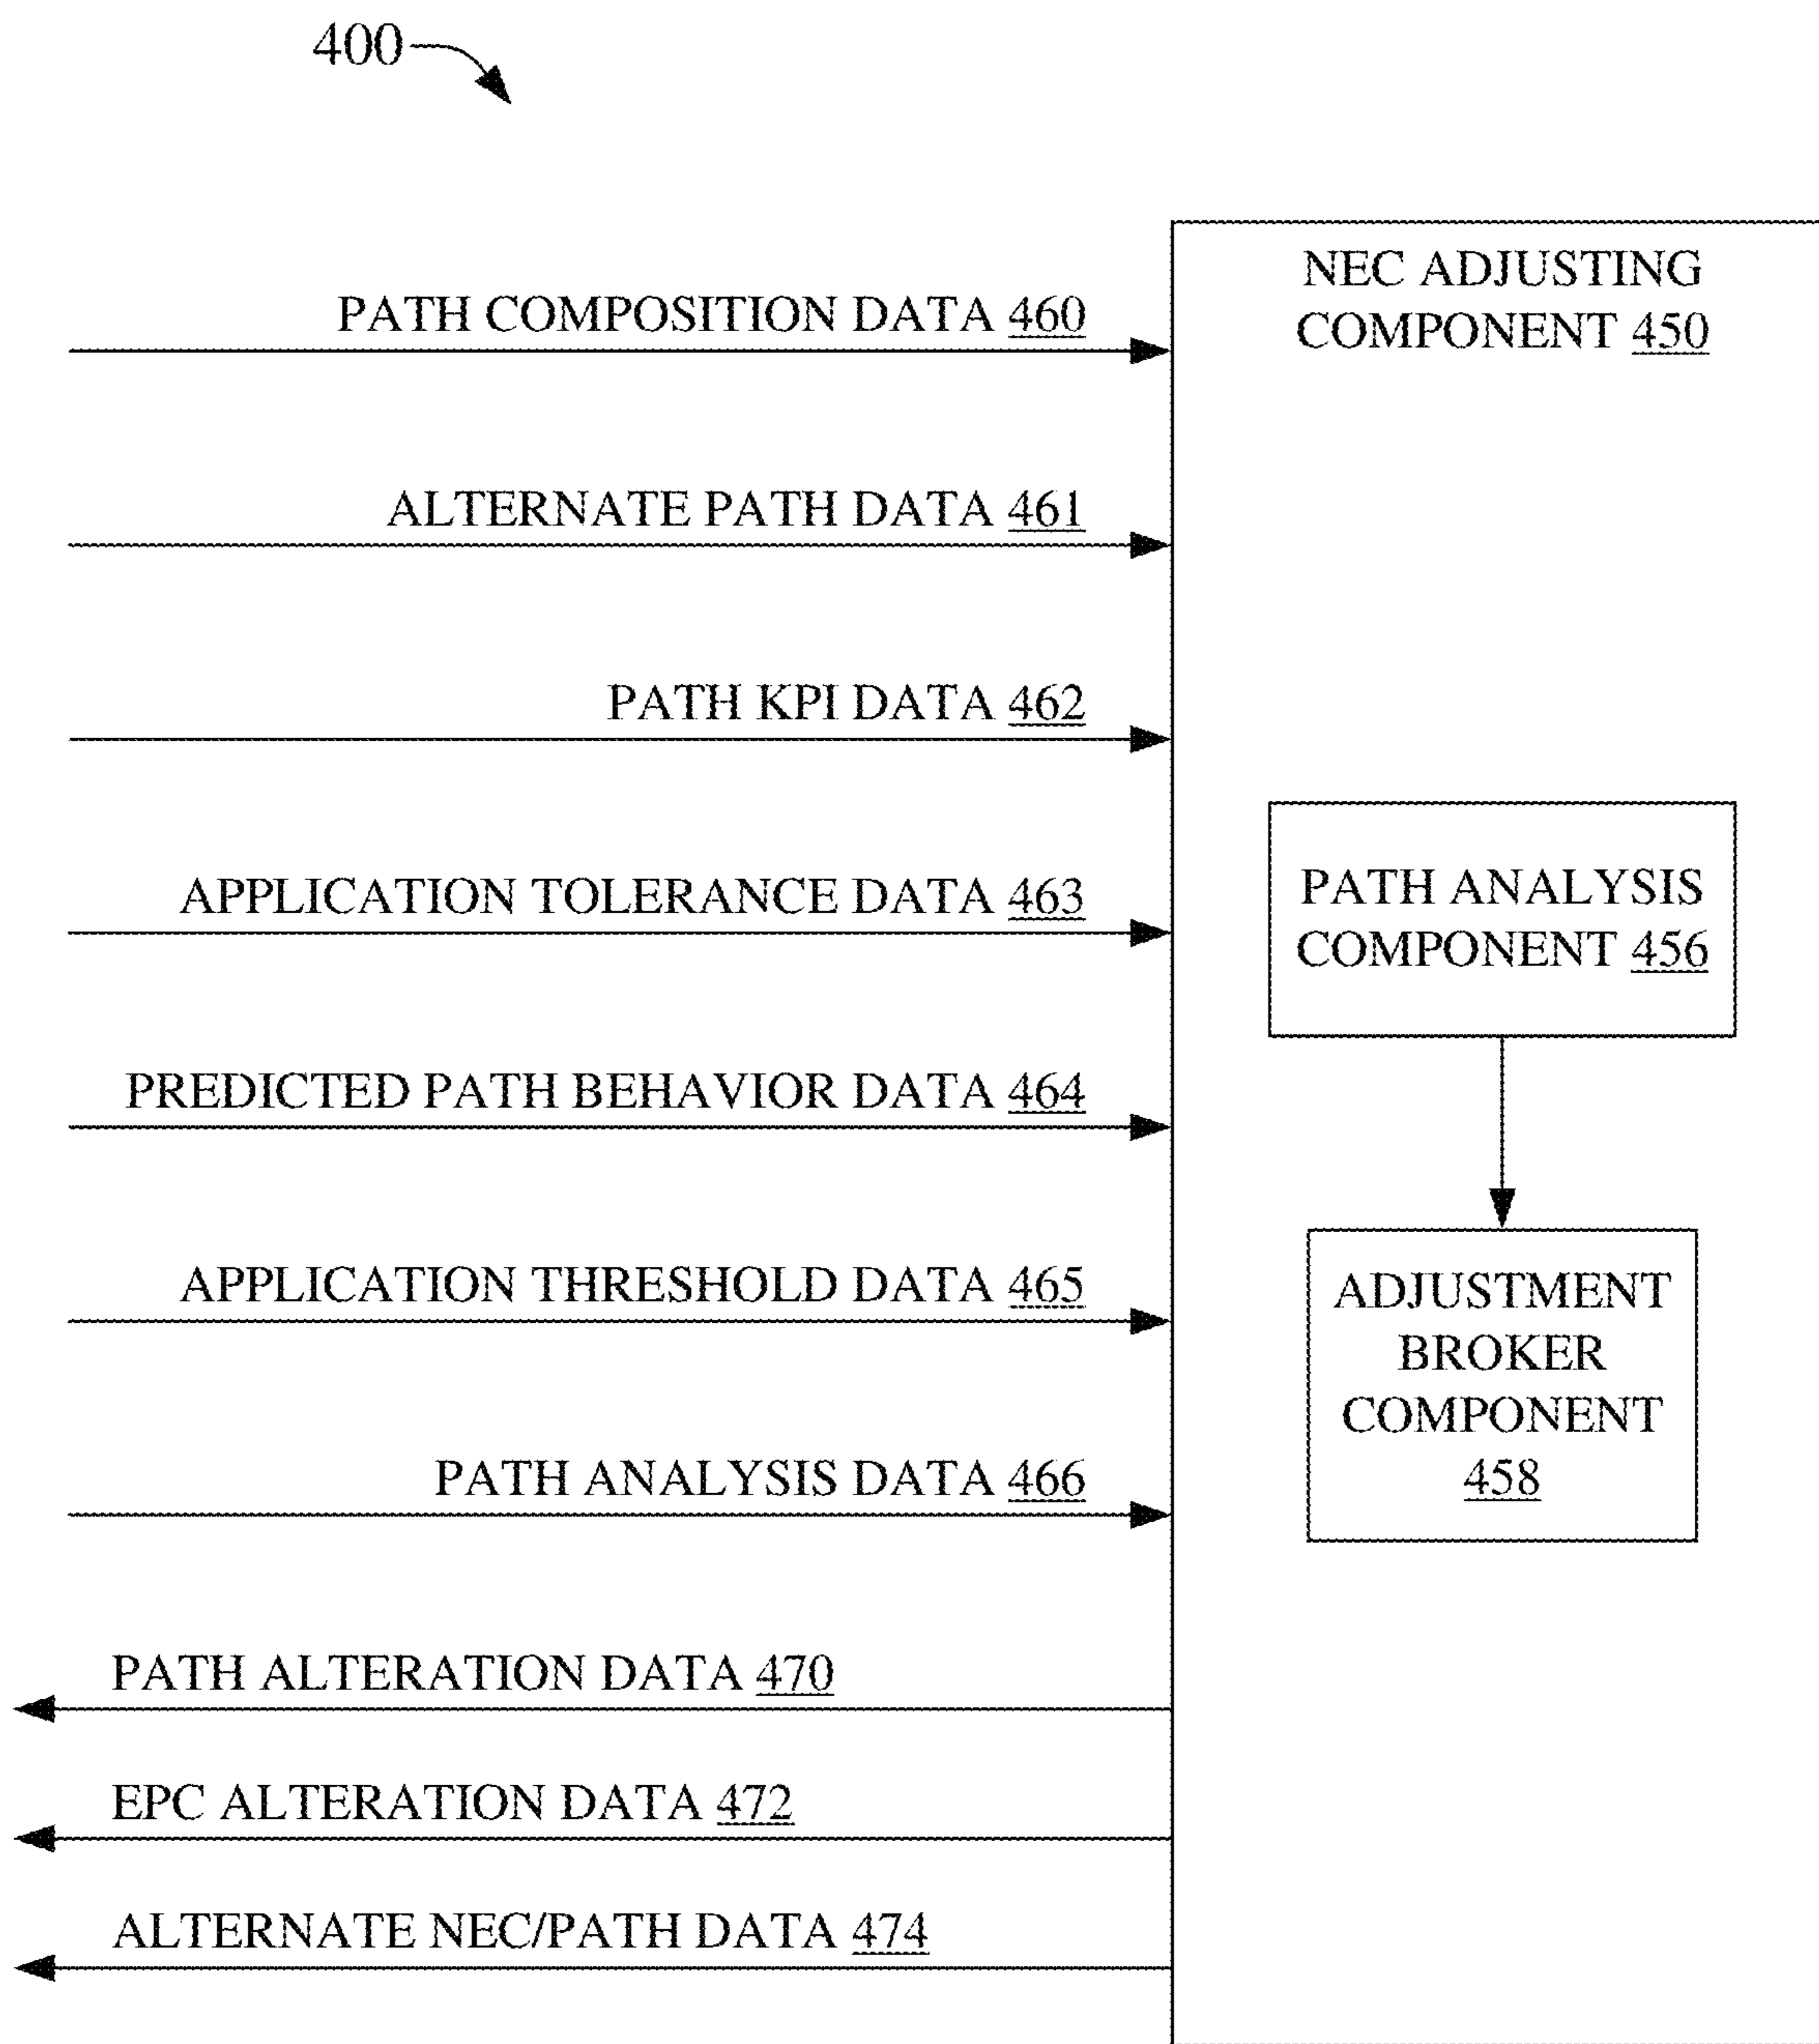 400
NEC ADJUSTING
COMPONENT 450
PATH COMPOSITION DATA 460
ALTERNATE PATH DATA 461
PATH KPI DATA 462
APPLICATION TOLERANCE DATA 463
PATH ANALYSIS
COMPONENT 456
PREDICTED PATH BEHAVIOR DATA 464
APPLICATION THRESHOLD DATA 465
ADJUSTMENT
BROKER
COMPONENT
458
PATH ANALYSIS DATA 466
PATH ALTERATION DATA 470
EPC ALTERATION DATA 472
ALTERNATE NEC/PATH DATA 474